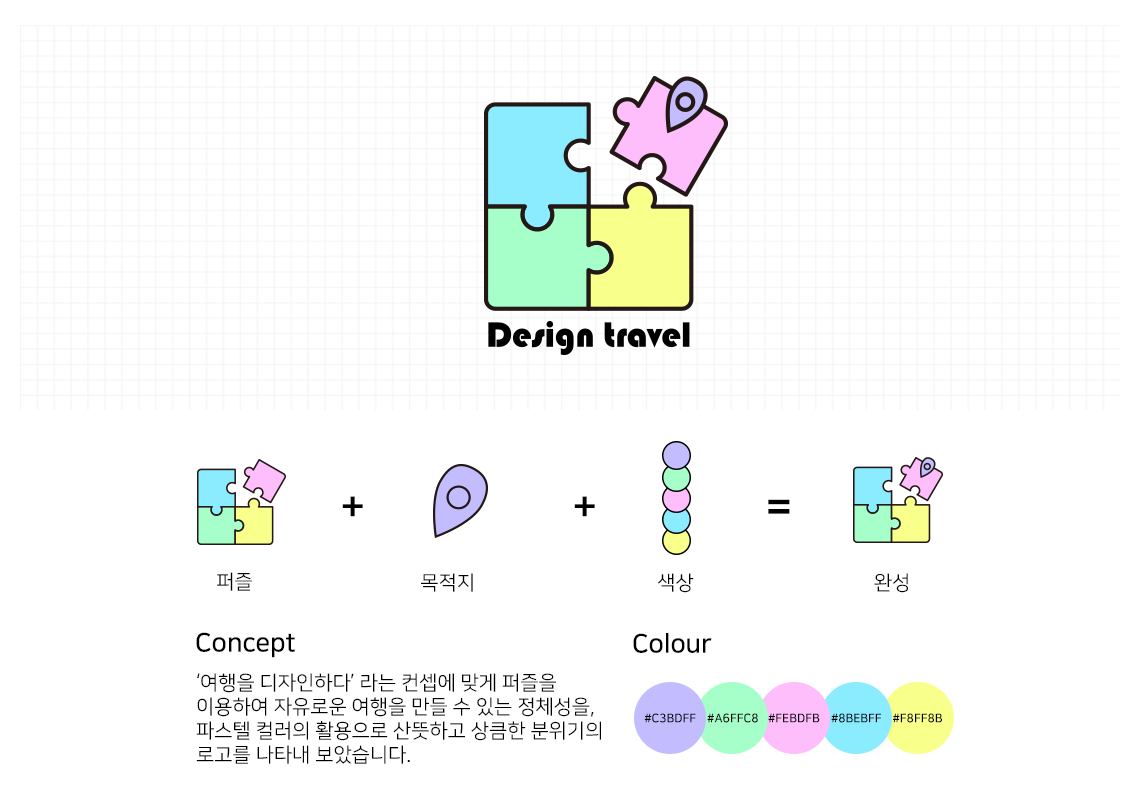 Design travel
+
+
=
퍼즐
목적지
색상
완성
Concept
'여행을 디자인하다' 라는 컨셉에 맞게 퍼즐을
이용하여 자유로운 여행을 만들 수 있는 정체성을,
파스텔 컬러의 활용으로 산뜻하고 상큼한 분위기의
로고를 나타내 보았습니다.
Colour
#C3BDFF
#A6FFC8
#FEBDFB
#8BEBFF
#F8FF8B